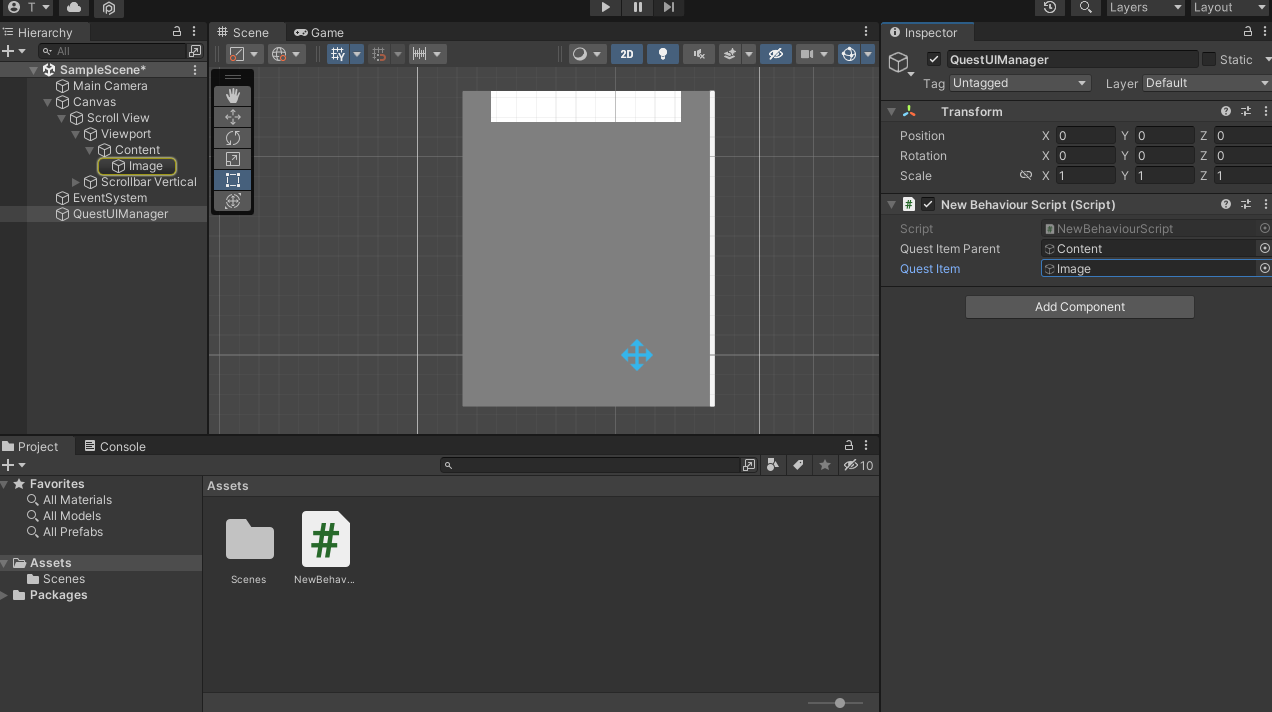 T
Layers
Layout
Hierarchy
All
SampleScene*
Main Camera
Canvas
Scroll View
Viewport
Content
Image
Scrollbar Vertical
EventSystem
QuestUIManager
Scene
Game
2D
Inspector
QuestUIManager
Static
Tag
Untagged
Layer
Default
Transform
Position
X
0
Y
0
Z
0
Rotation
X
0
Y
0
Z
0
Scale
X
1
Y
1
Z
1
#
New Behaviour Script (Script)
Script
NewBehaviourScript
Quest Item Parent
Content
Quest Item
Image
Add Component
Project
Console
10
Favorites
All Materials
All Models
All Prefabs
Assets
Scenes
Packages
Assets
#
Scenes
NewBehav...